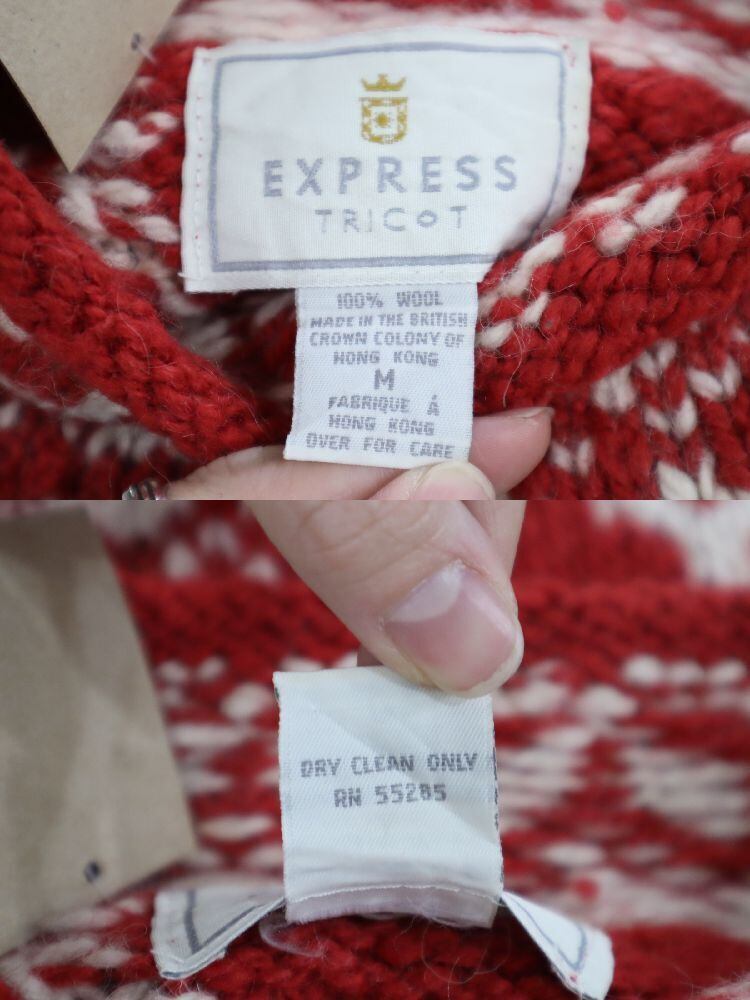 EXPRESS
TRICOT
100% WOOL
MADE IN THE BRITISH
CROWN COLONY OF
HONG KONG
M
FABRIQUE Á
HONG KONG
OVER FOR CARE
DRY CLEAN ONLY
RN 55285